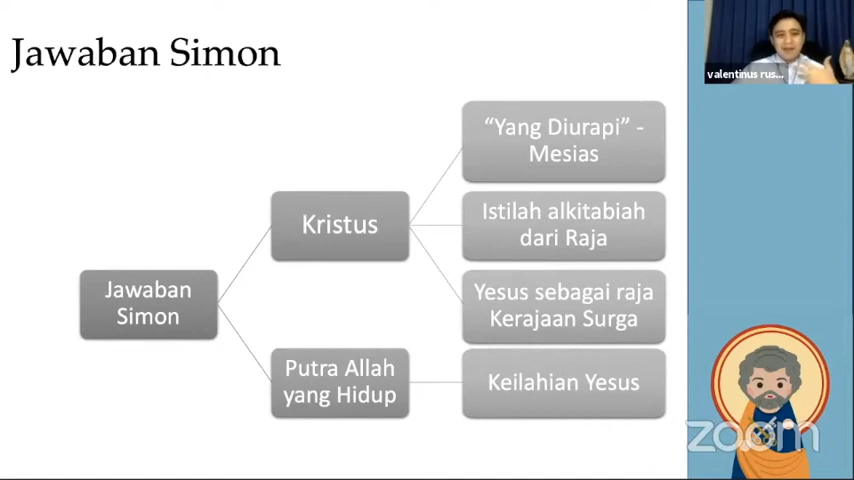 Jawaban Simon
valentinus rus...
“Yang Diurapi” -
Mesias
Kristus
Istilah alkitabiah
dari Raja
Yesus sebagai raja
Kerajaan Surga
Jawaban
Simon
Putra Allah
yang Hidup
Keilahian Yesus
zoom